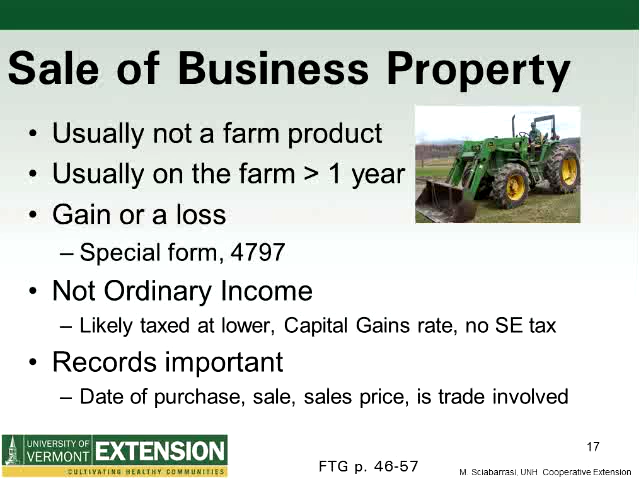 Sale of Business Property
• Usually not a farm product
• Usually on the farm > 1 year
• Gain or a loss
– Special form, 4797
• Not Ordinary Income
– Likely taxed at lower, Capital Gains rate, no SE tax
• Records important
– Date of purchase, sale, sales price, is trade involved
17
UNIVERSITY OF
VERMONT EXTENSION
CULTIVATING HEALTHY COMMUNITIES
FTG p. 46-57
M. Sciabarrasi, UNH Cooperative Extension